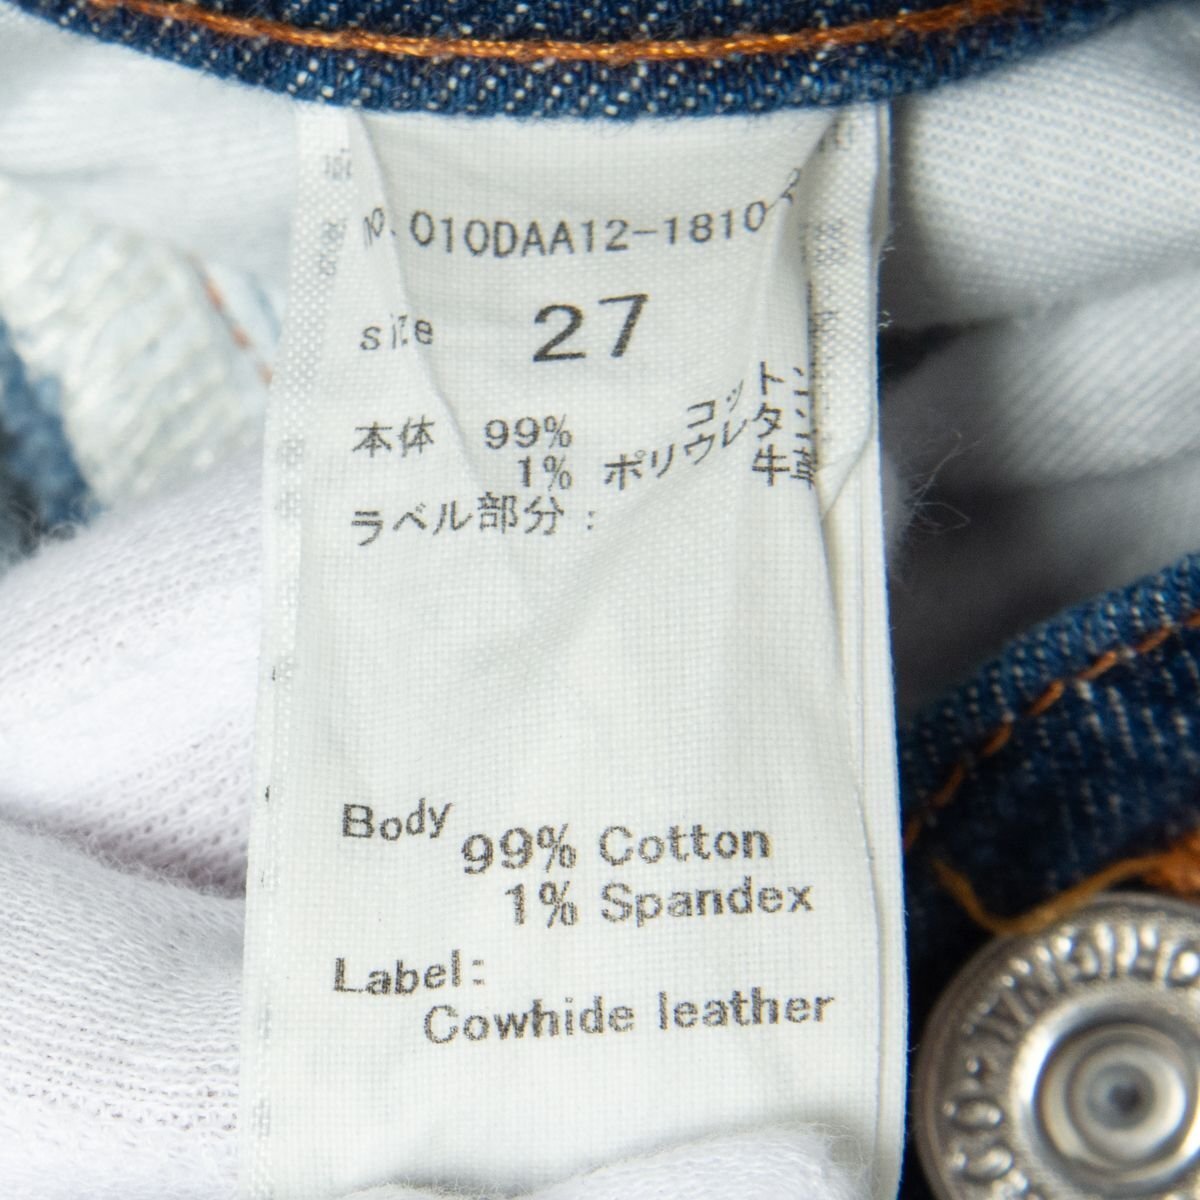 no. 010DAA12-1810
size 27
本体 99% コットン
1% ポリウレタン
ラベル部分： 牛革
Body
99% Cotton
1% Spandex
Label:
Cowhide leather
ORIGINAL